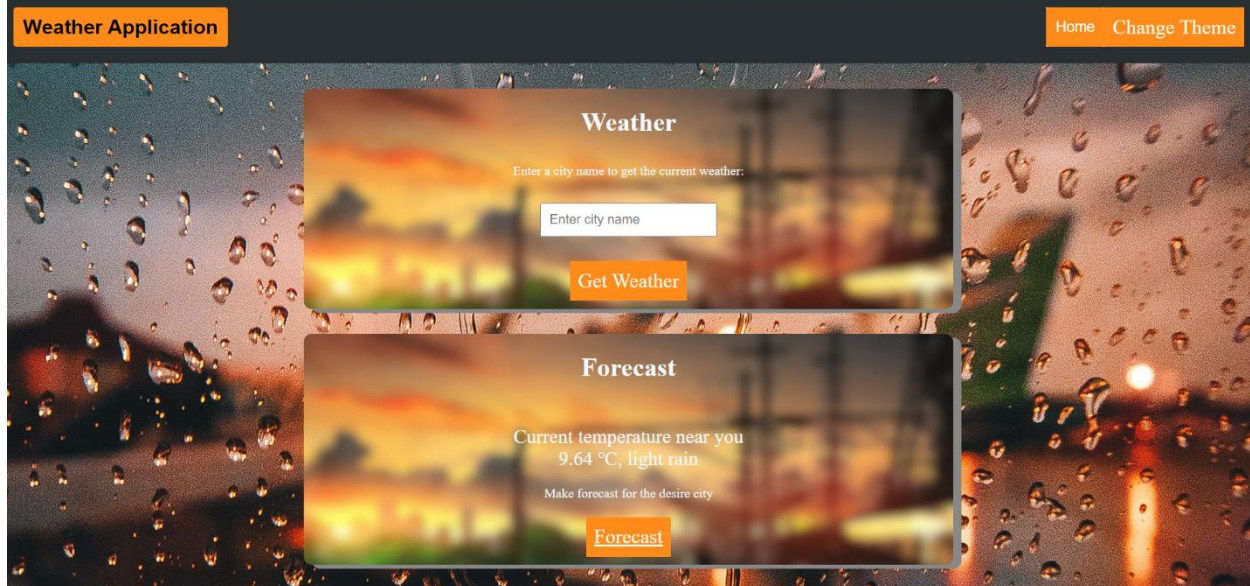 Weather Application
Home
Change Theme
Weather
Enter a city name to get the current weather:
Enter city name
Get Weather
Forecast
Current temperature near you
9.64 °C, light rain
Make forecast for the desire city
Forecast